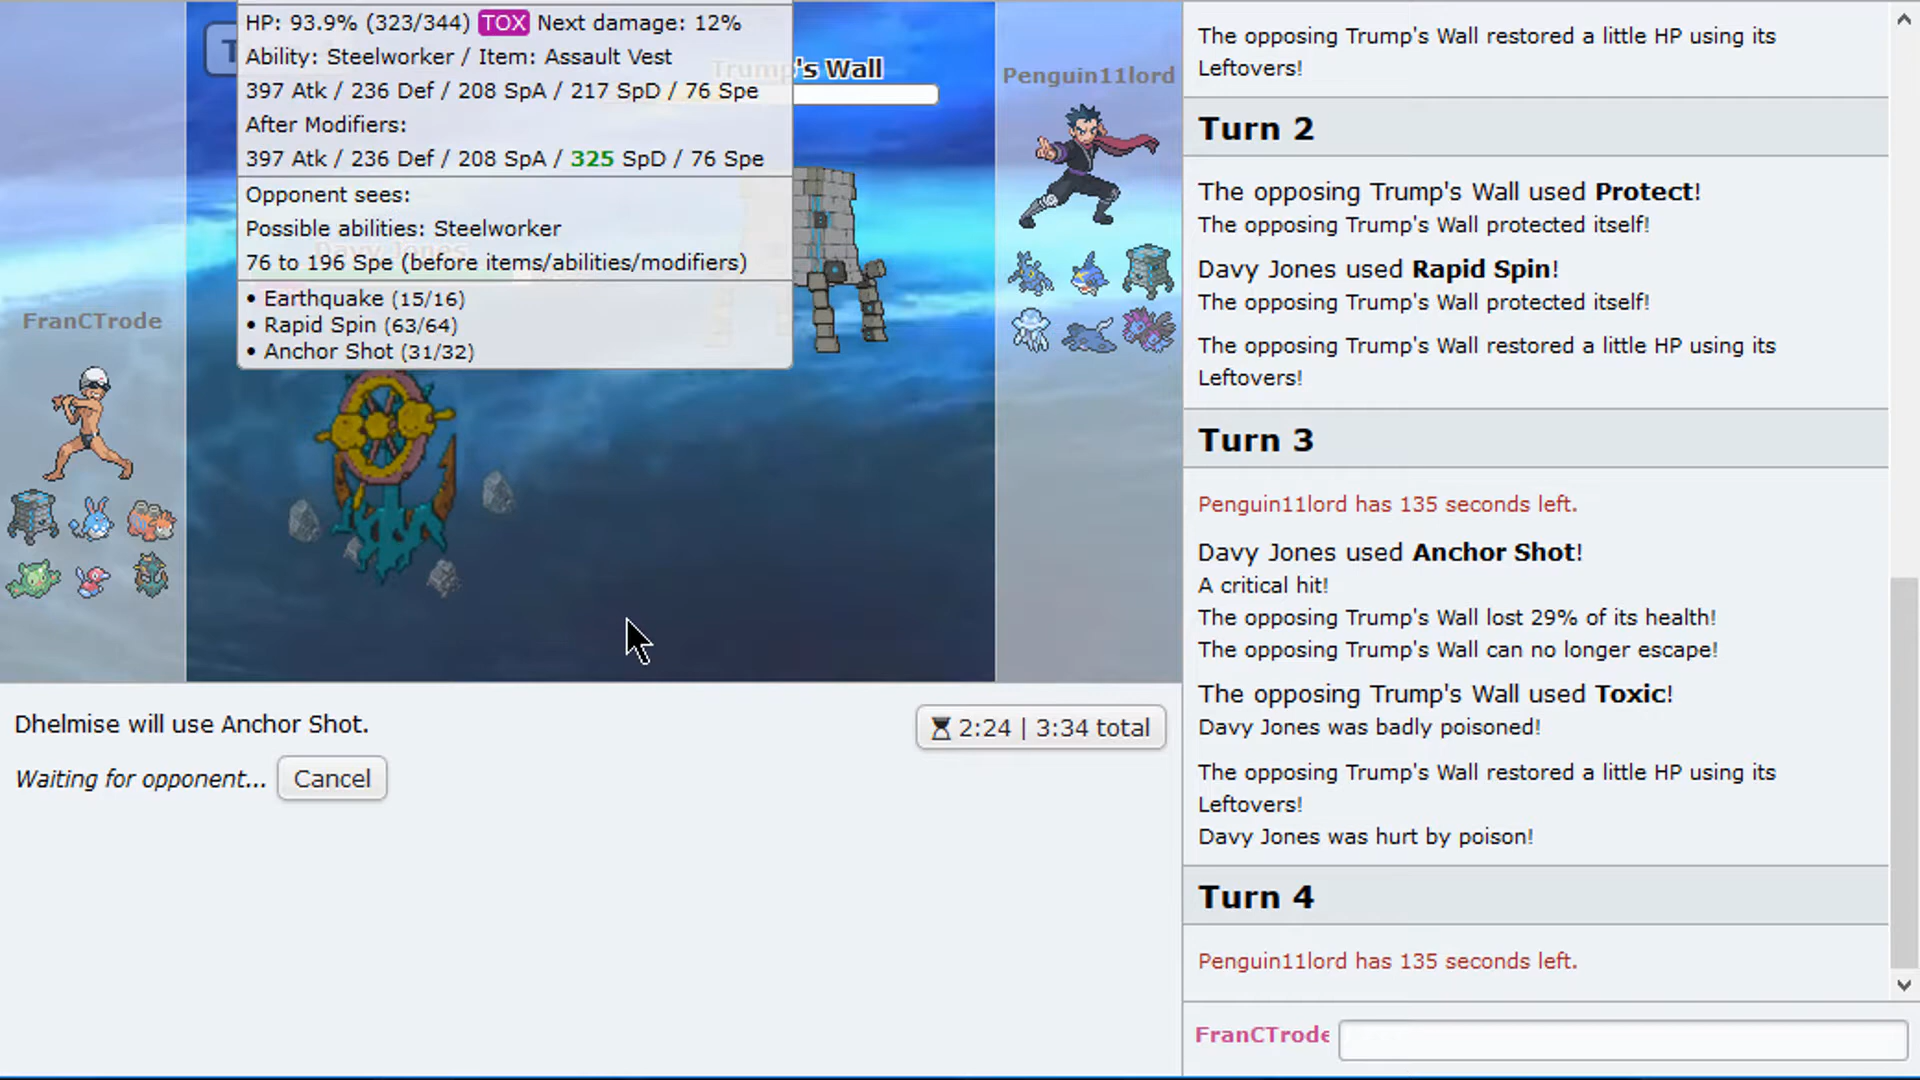 HP: 93.9% (323/344) TOX Next damage: 12%
Ability: Steelworker / Item: Assault Vest
397 Atk / 236 Def / 208 SpA / 217 SpD / 76 Spe
After Modifiers:
397 Atk / 236 Def / 208 SpA / 325 SpD / 76 Spe
Opponent sees:
Possible abilities: Steelworker
76 to 196 Spe (before items/abilities/modifiers)
• Earthquake (15/16)
• Rapid Spin (63/64)
• Anchor Shot (31/32)
Trump's Wall
Davy Jones
Penguin11lord
FranCTrode
Dhelmise will use Anchor Shot.
2:24 | 3:34 total
Waiting for opponent... Cancel
The opposing Trump's Wall restored a little HP using its
Leftovers!
Turn 2
The opposing Trump's Wall used Protect!
The opposing Trump's Wall protected itself!
Davy Jones used Rapid Spin!
The opposing Trump's Wall protected itself!
The opposing Trump's Wall restored a little HP using its
Leftovers!
Turn 3
Penguin11lord has 135 seconds left.
Davy Jones used Anchor Shot!
A critical hit!
The opposing Trump's Wall lost 29% of its health!
The opposing Trump's Wall can no longer escape!
The opposing Trump's Wall used Toxic!
Davy Jones was badly poisoned!
The opposing Trump's Wall restored a little HP using its
Leftovers!
Davy Jones was hurt by poison!
Turn 4
Penguin11lord has 135 seconds left.
FranCTrode